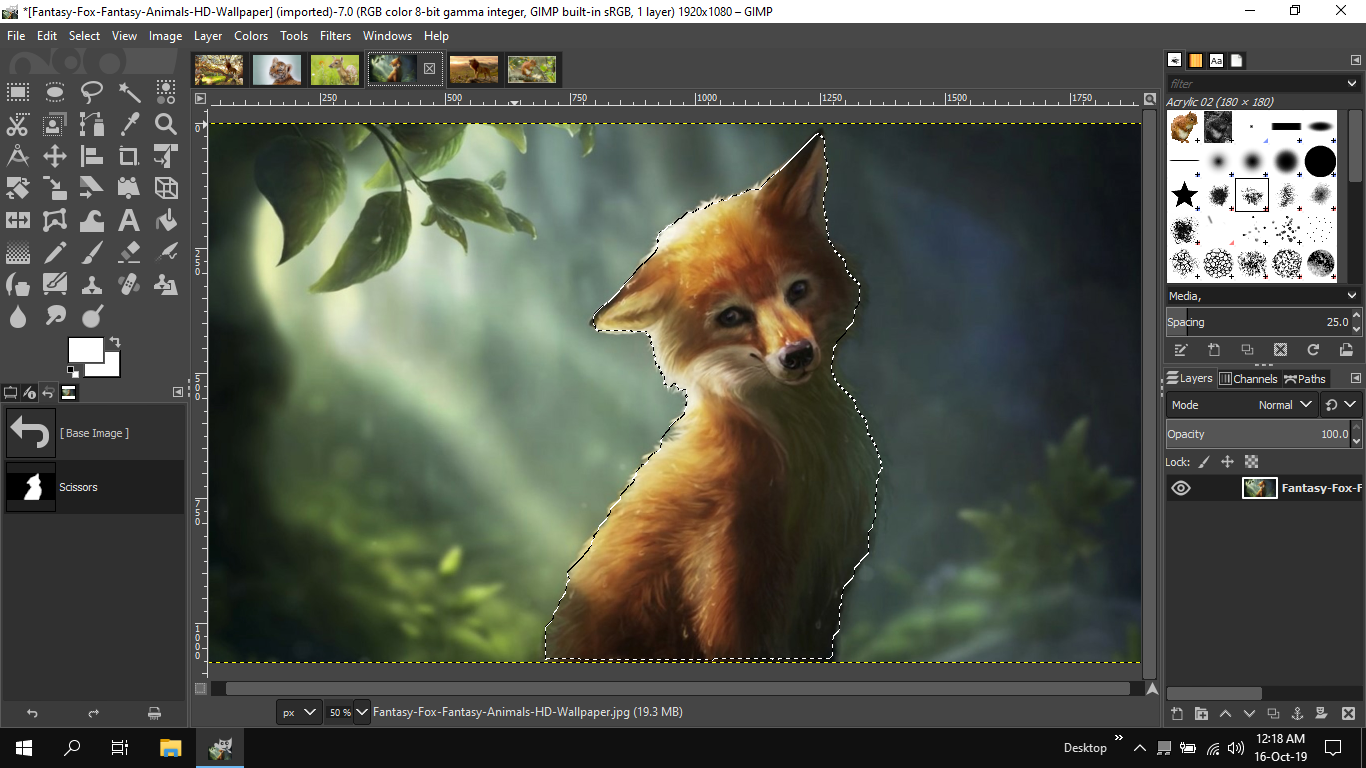 *[Fantasy-Fox-Fantasy-Animals-HD-Wallpaper] (imported)-7.0 (RGB color 8-bit gamma integer, GIMP built-in sRGB, 1 layer) 1920x1080 – GIMP
File Edit Select View Image Layer Colors Tools Filters Windows Help
Aa
filter
Acrylic 02 (180 × 180)
250 500 750 1000 1250 1500 1750
0
250
500
750
1000
Media,
Spacing 25.0
Layers Channels Paths
Mode Normal
Opacity 100.0
Lock:
Fantasy-Fox-F
[ Base Image ]
Scissors
px 50 % Fantasy-Fox-Fantasy-Animals-HD-Wallpaper.jpg (19.3 MB)
Desktop
12:18 AM
16-Oct-19